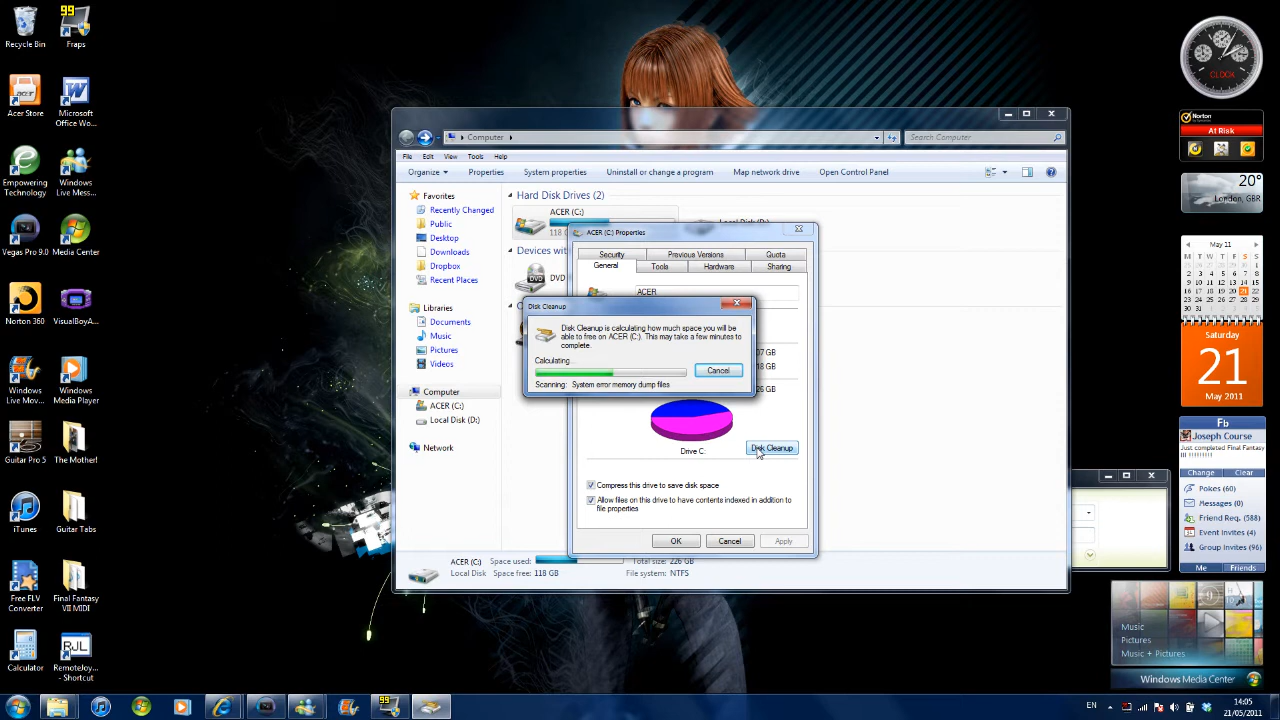 99
Recycle Bin
Fraps
Acer Store
Microsoft
Office Wo...
Empowering
Technology
Windows
Live Mess...
Vegas Pro 9.0
Media Center
Norton 360
VisualBoyA...
Windows
Live Mov...
Windows
Media Player
Guitar Pro 5
The Mother!
iTunes
Guitar Tabs
Free FLV
Converter
Final Fantasy
VII MIDI
Calculator
RJL
RemoteJoy...
- Shortcut
Computer
Search Computer
File Edit View Tools Help
Organize Properties System properties Uninstall or change a program Map network drive Open Control Panel
Favorites
Recently Changed
Public
Desktop
Downloads
Dropbox
Recent Places
Libraries
Documents
Music
Pictures
Videos
Computer
ACER (C:)
Local Disk (D:)
Network
Hard Disk Drives (2)
ACER (C:)
118 G
Local Disk (D:)
Devices with
DVD
ACER (C:) Properties
Security Previous Versions Quota
General Tools Hardware Sharing
ACER
Disk Cleanup
Disk Cleanup is calculating how much space you will be
able to free on ACER (C:). This may take a few minutes to
complete.
Calculating...
Cancel
Scanning: System error memory dump files
07 GB
18 GB
26 GB
Drive C:
Disk Cleanup
Compress this drive to save disk space
Allow files on this drive to have contents indexed in addition to
file properties
OK Cancel Apply
ACER (C:) Space used: Total size: 226 GB
Local Disk Space free: 118 GB File system: NTFS
CLOCK
Norton
At Risk
20°
London, GBR
May 11
S M T W T F S
Saturday
21
May 2011
Fb
Joseph Course
Just completed Final Fantasy
III !!!!!!!!!
Change Clear
Pokes (60)
Messages (0)
Friend Req. (588)
Event Invites (4)
Group Invites (96)
Me Friends
Music
Pictures
Music + Pictures
Windows Media Center
99
EN
14:05
21/05/2011